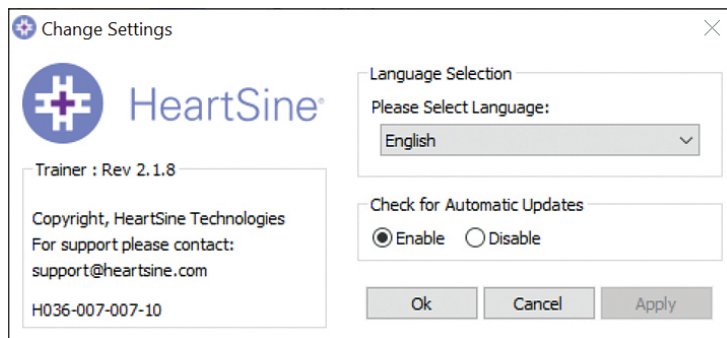 Change Settings
HeartSine®
Trainer : Rev 2.1.8
Copyright, HeartSine Technologies
For support please contact:
support@heartsine.com
H036-007-007-10
Language Selection
Please Select Language:
English
Check for Automatic Updates
Enable Disable
Ok Cancel Apply